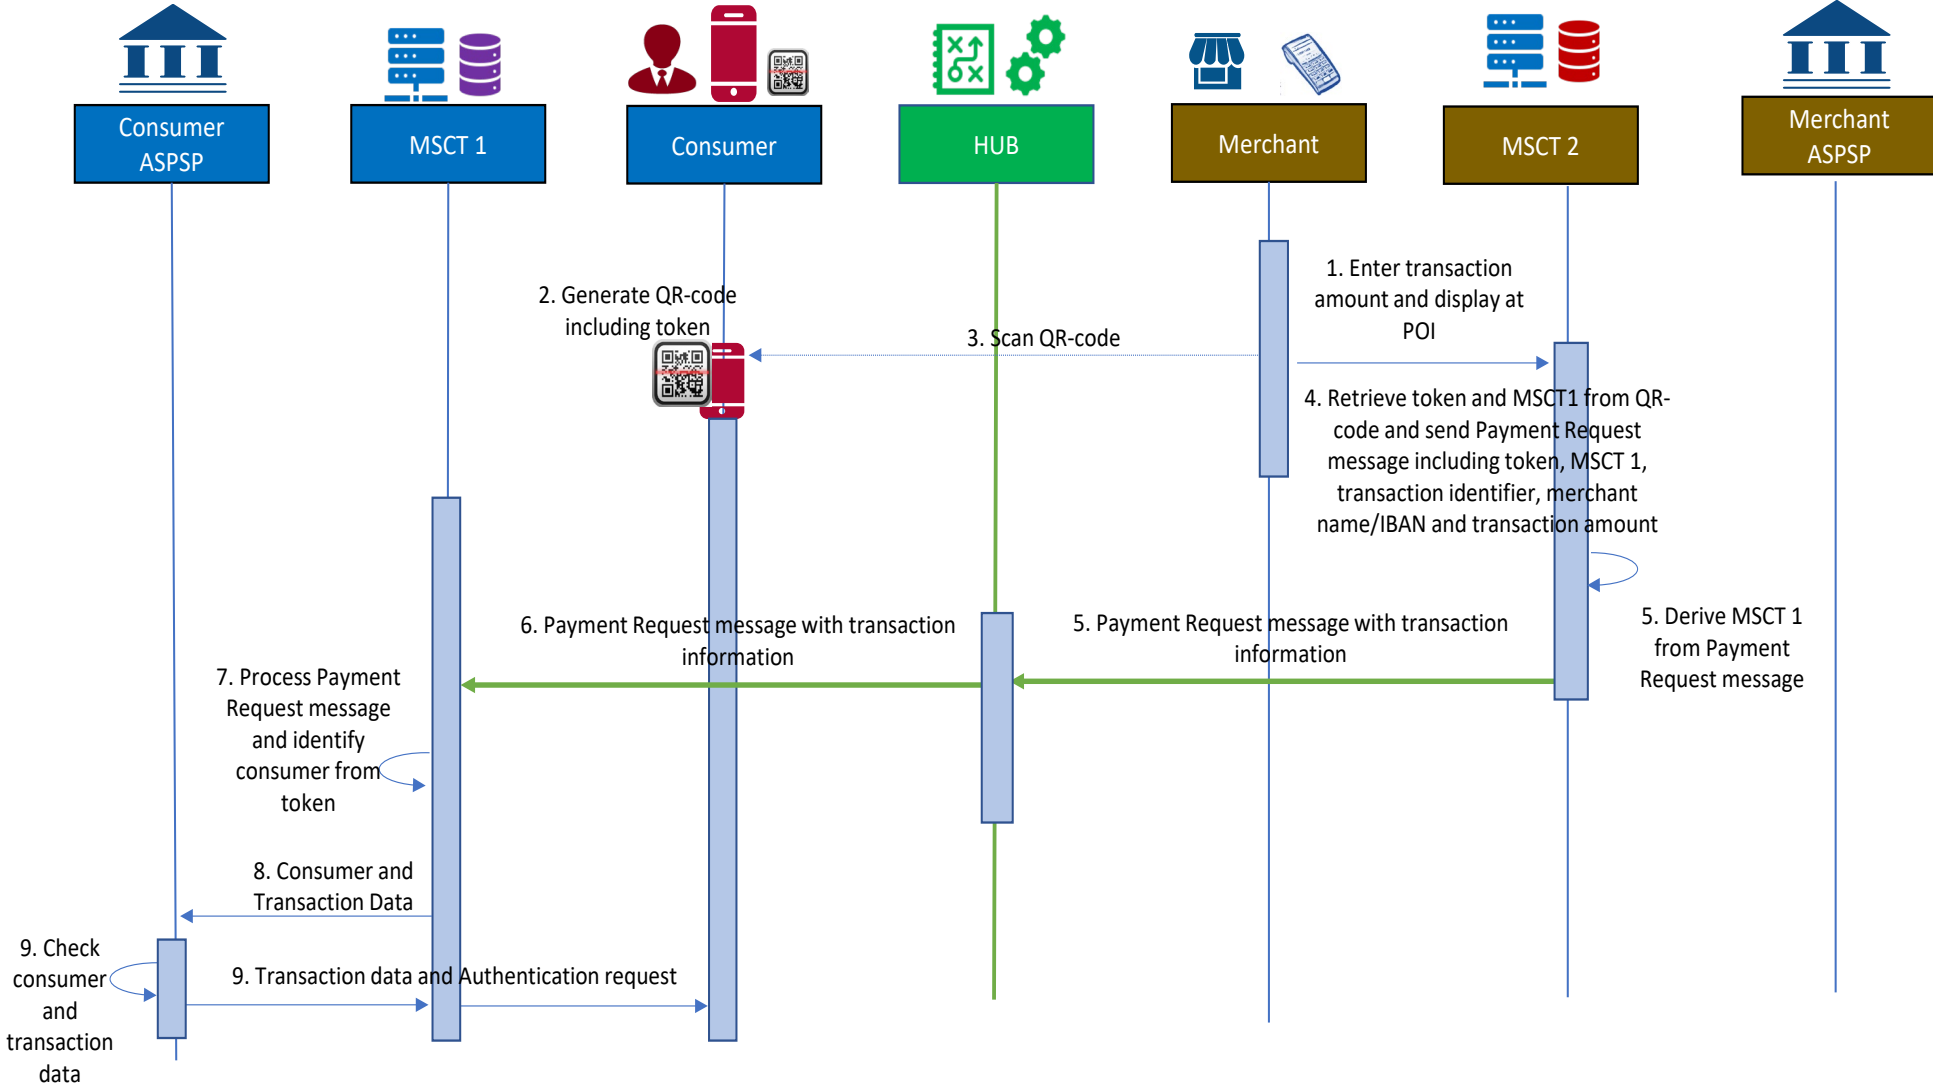 Consumer
ASPSP
MSCT 1
Consumer
HUB
Merchant
MSCT 2
Merchant
ASPSP
1. Enter transaction
amount and display at
POI
2. Generate QR-code
including token
3. Scan QR-code
4. Retrieve token and MSCT1 from QR-
code and send Payment Request
message including token, MSCT 1,
transaction identifier, merchant
name/IBAN and transaction amount
5. Derive MSCT 1
from Payment
Request message
5. Payment Request message with transaction
information
6. Payment Request message with transaction
information
7. Process Payment
Request message
and identify
consumer from
token
8. Consumer and
Transaction Data
9. Check
consumer
and
transaction
data
9. Transaction data and Authentication request